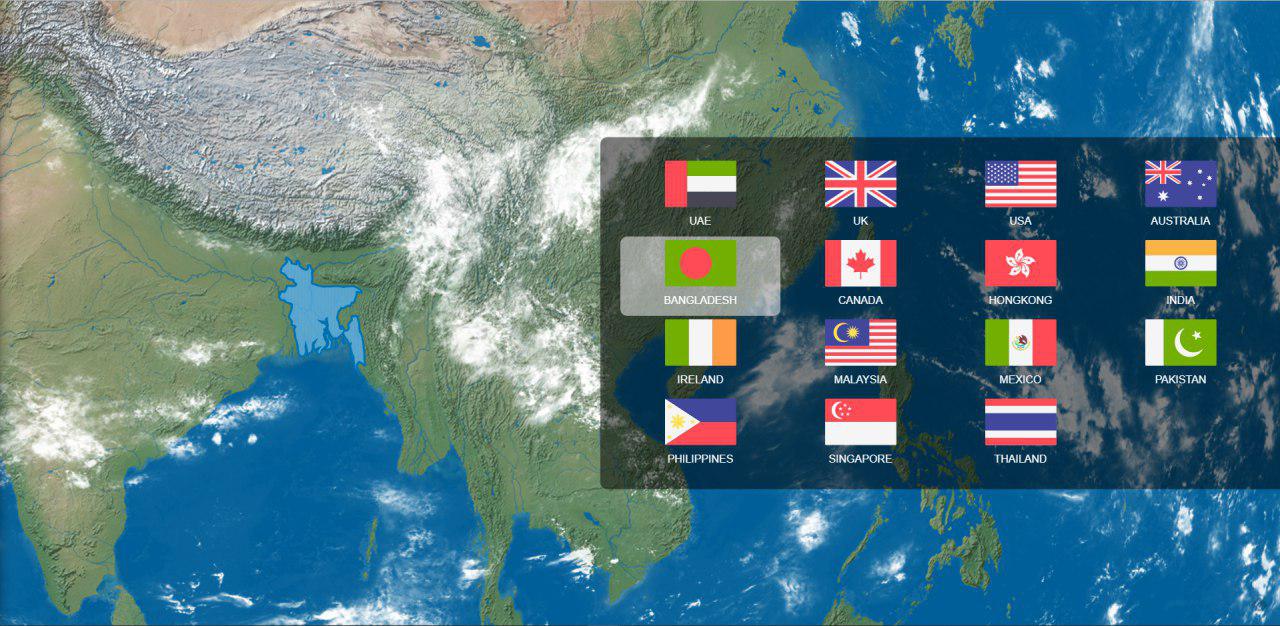 UAE
UK
USA
AUSTRALIA
BANGLADESH
CANADA
HONGKONG
INDIA
IRELAND
MALAYSIA
MEXICO
PAKISTAN
PHILIPPINES
SINGAPORE
THAILAND